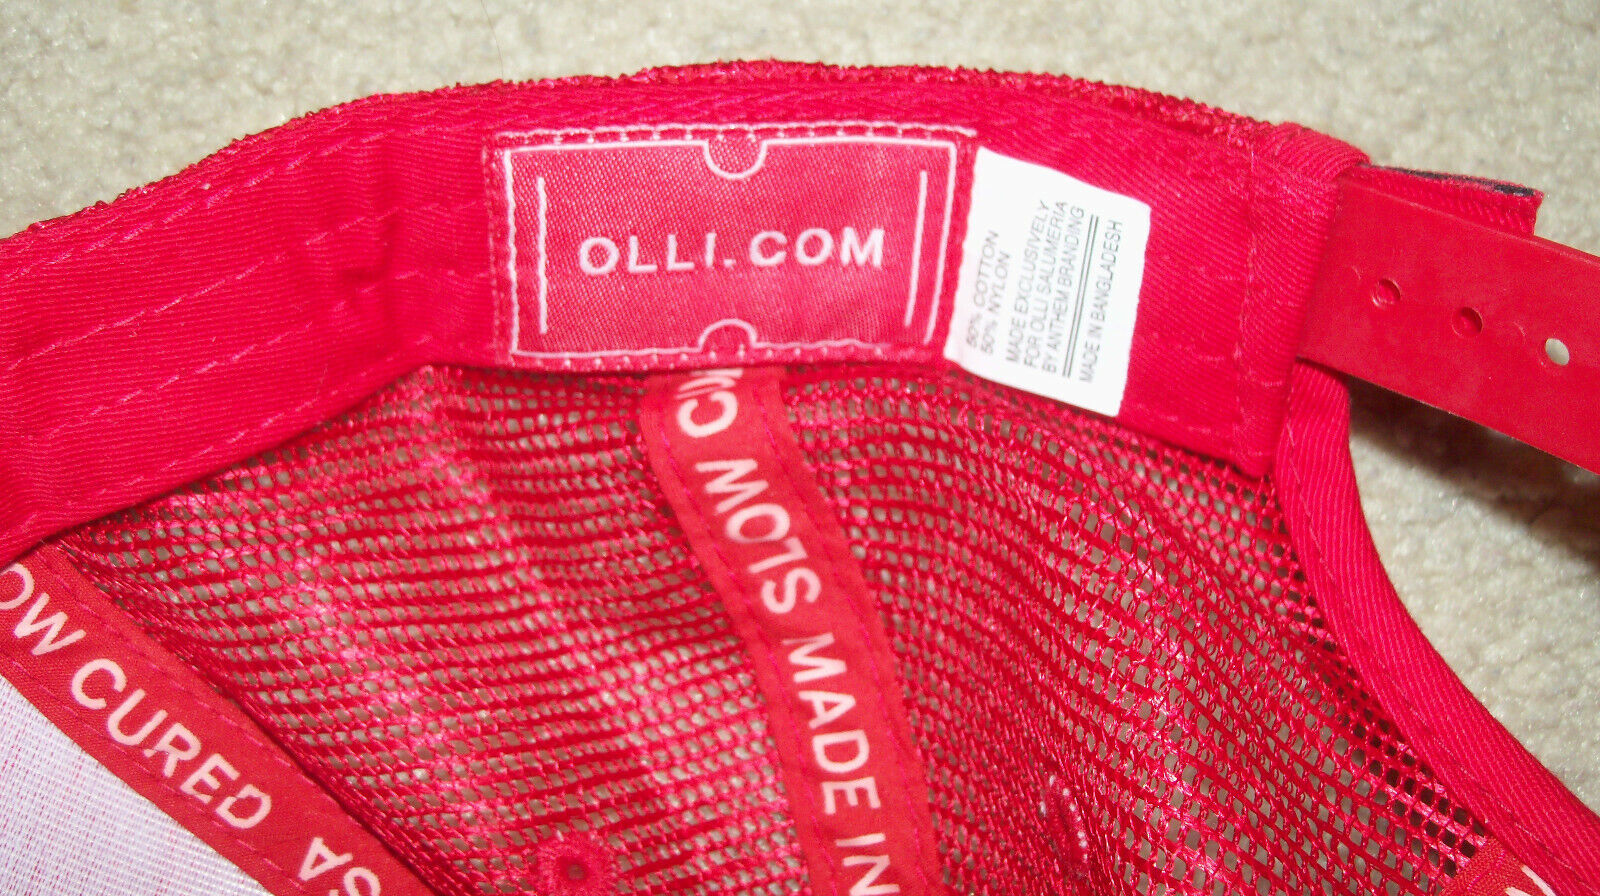 OLLI.COM
50% COTTON
50% NYLON
MADE EXCLUSIVELY
FOR OLLI SALUMERIA
BY ANTHEM BRANDING
MADE IN BANGLADESH
SLOW
MADE IN
CURED